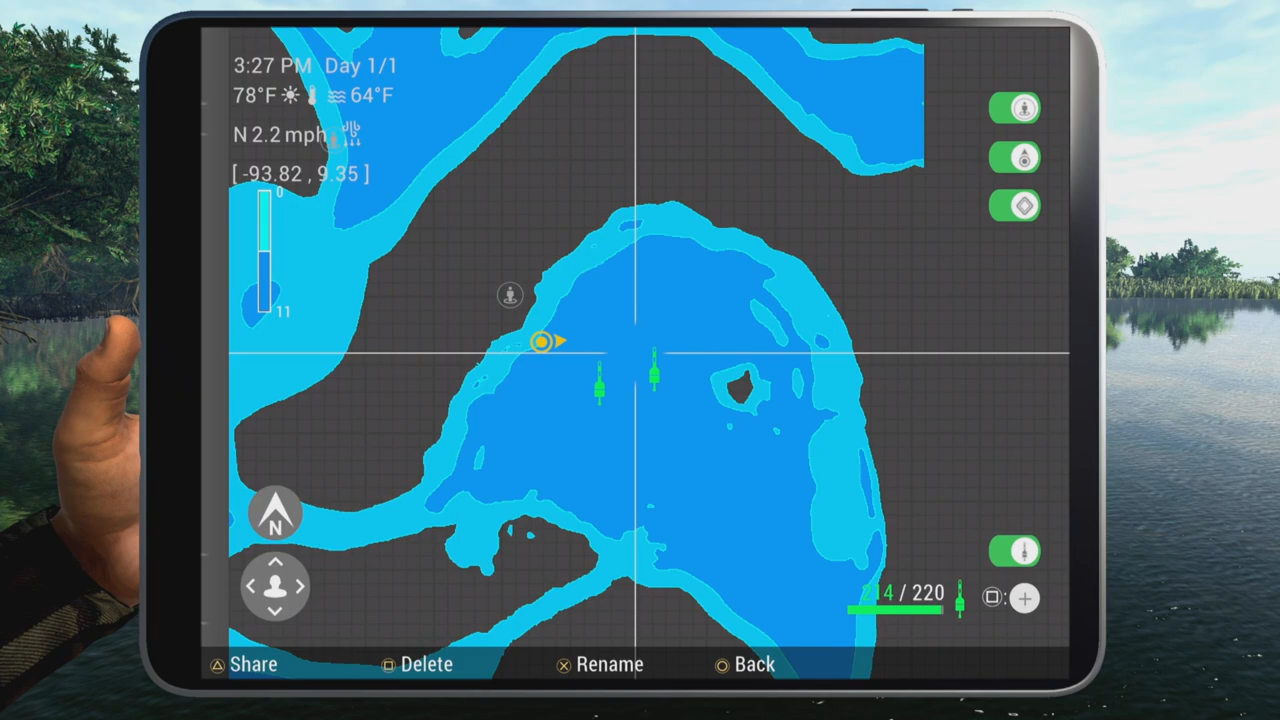 3:27 PM Day 1/1
78°F 64°F
N 2.2 mph
[ -93.82 , 9.35 ]
0
11
N
214 / 220
Share Delete Rename Back